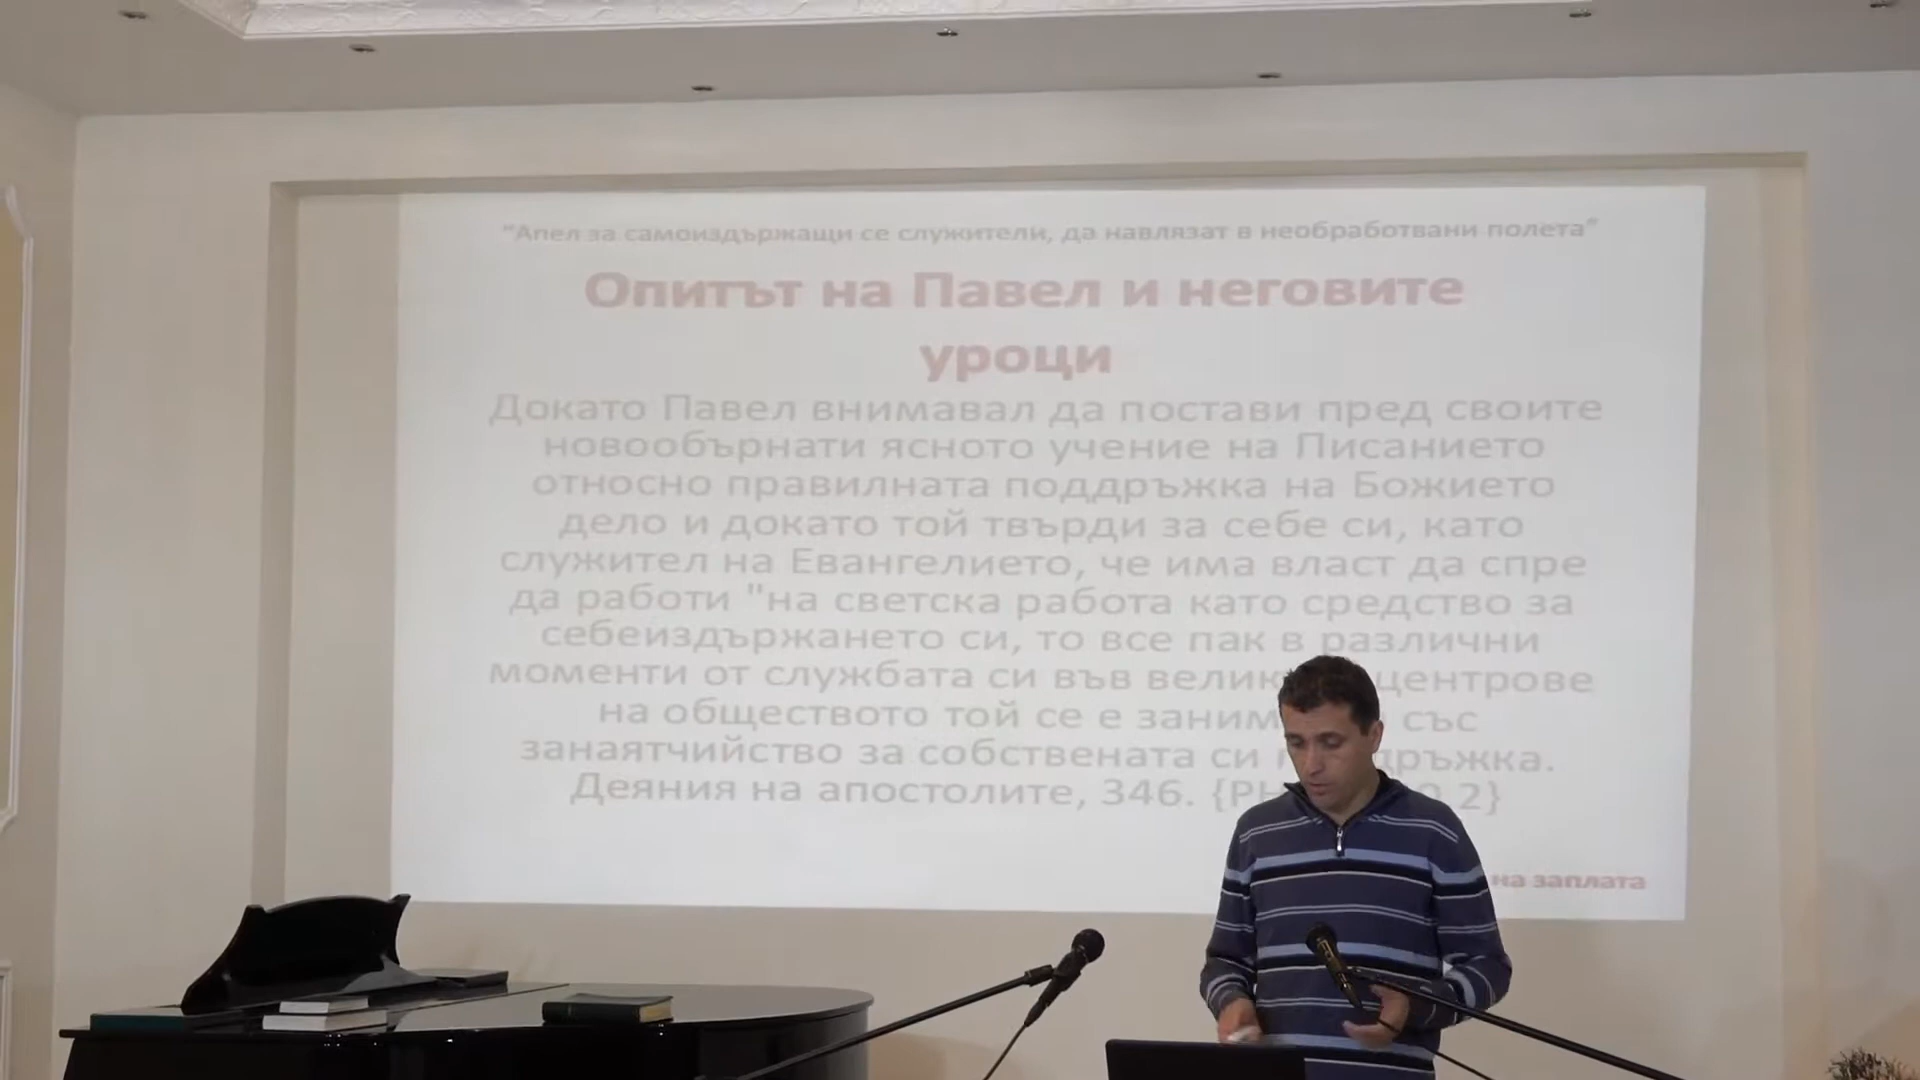 “Апел за самоиздържащи се служители, да навлязат в необработвани полета”
Опитът на Павел и неговите
уроци
Докато Павел внимавал да постави пред своите
новообърнати ясното учение на Писанието
относно правилната поддръжка на Божието
дело и докато той твърди за себе си, като
служител на Евангелието, че има власт да спре
да работи "на светска работа като средство за
себеиздържането си, то все пак в различни
моменти от службата си във центрове
на обществото той се е със
занаятчийство за собствената си
Деяния на апостолите, 346.
на заплата